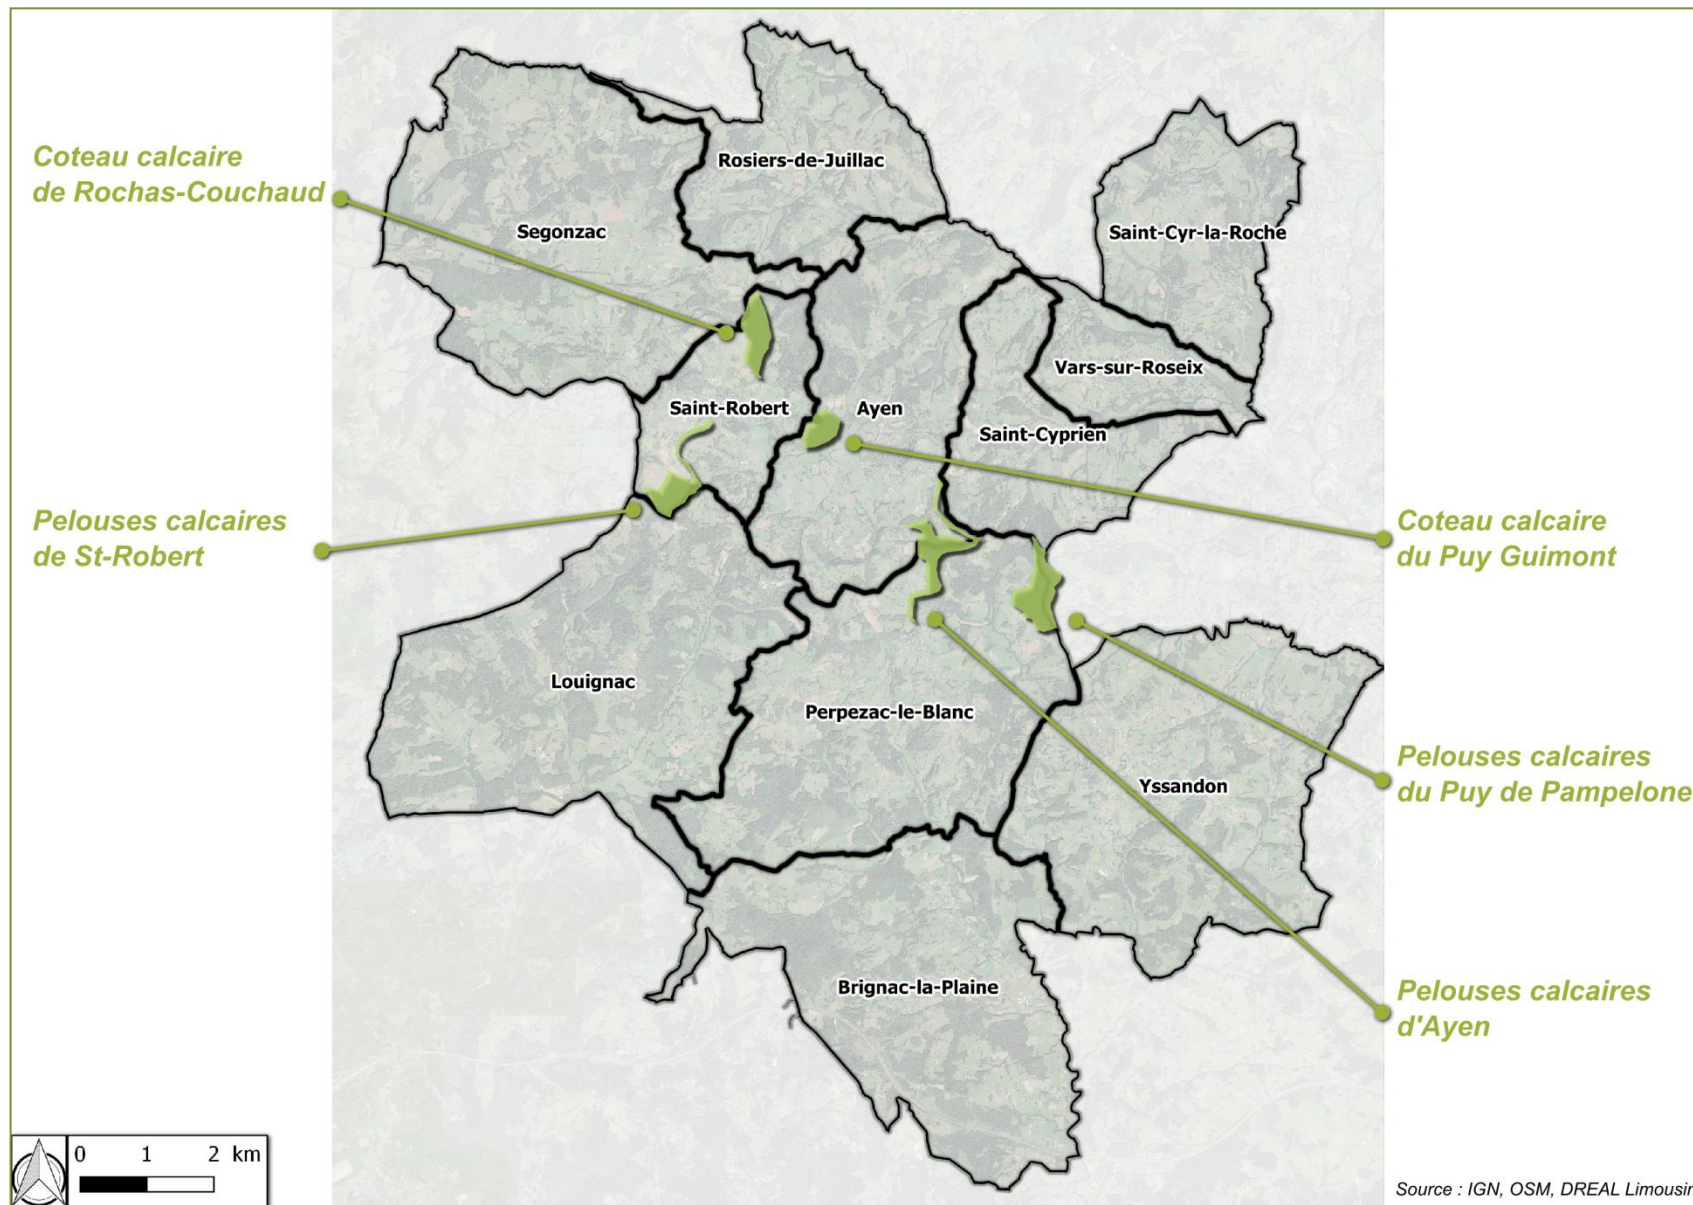 Coteau calcaire
de Rochas-Couchaud
Pelouses calcaires
de St-Robert
Rosiers-de-Juillac
Segonzac
Saint-Cyr-la-Roche
Vars-sur-Roseix
Saint-Robert
Ayen
Saint-Cyprien
Louignac
Perpezac-le-Blanc
Yssandon
Brignac-la-Plaine
Coteau calcaire
du Puy Guimont
Pelouses calcaires
du Puy de Pampelone
Pelouses calcaires
d'Ayen
0 1 2 km
Source : IGN, OSM, DREAL Limousin